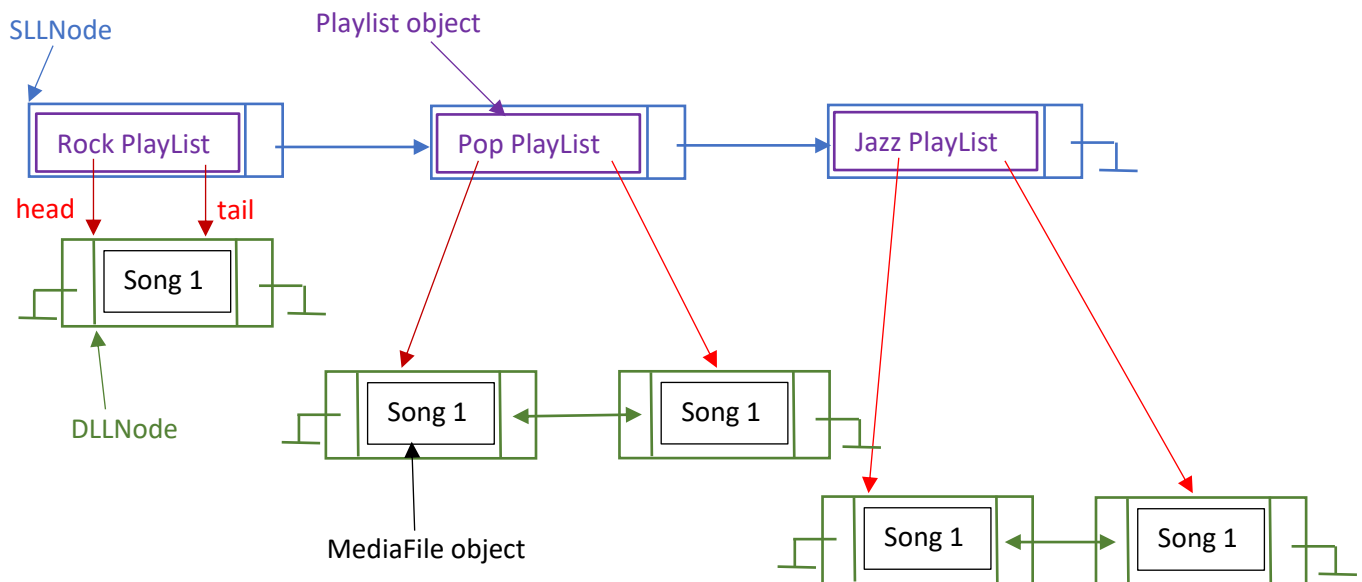 SLLNode
Playlist object
Rock PlayList
Pop PlayList
Jazz PlayList
head
tail
Song 1
DLLNode
Song 1
Song 1
MediaFile object
Song 1
Song 1